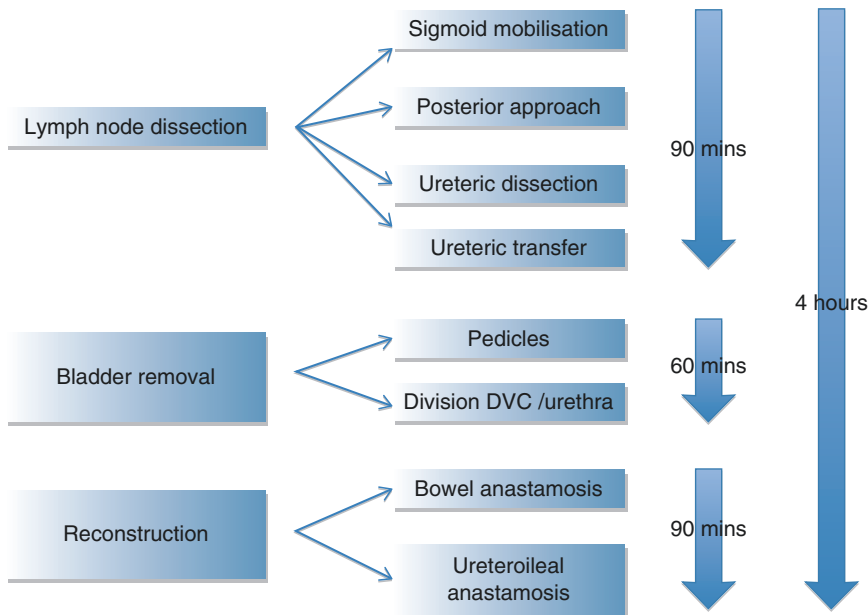 Lymph node dissection
Sigmoid mobilisation
Posterior approach
Ureteric dissection
Ureteric transfer
90 mins
4 hours
Bladder removal
Pedicles
Division DVC /urethra
60 mins
Reconstruction
Bowel anastamosis
Ureteroileal
anastamosis
90 mins